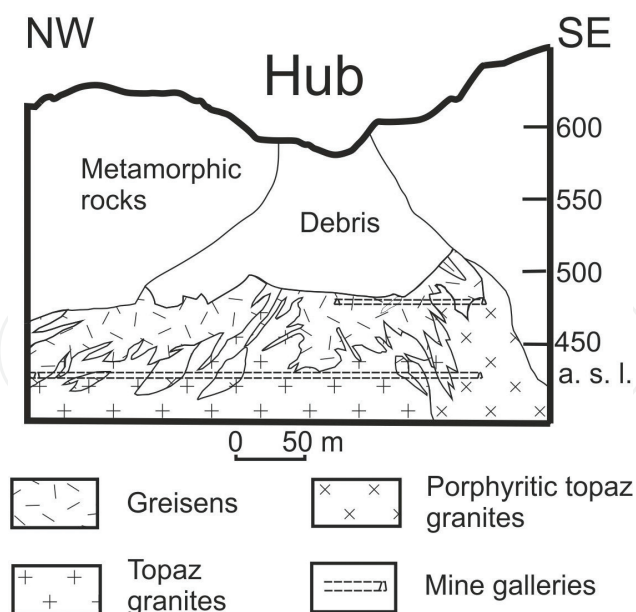 NW
SE
Hub
600
Metamorphic
rocks
550
Debris
500
450
a. s. l.
0 50 m
Greisens
Porphyritic topaz
granites
Topaz
granites
Mine galleries